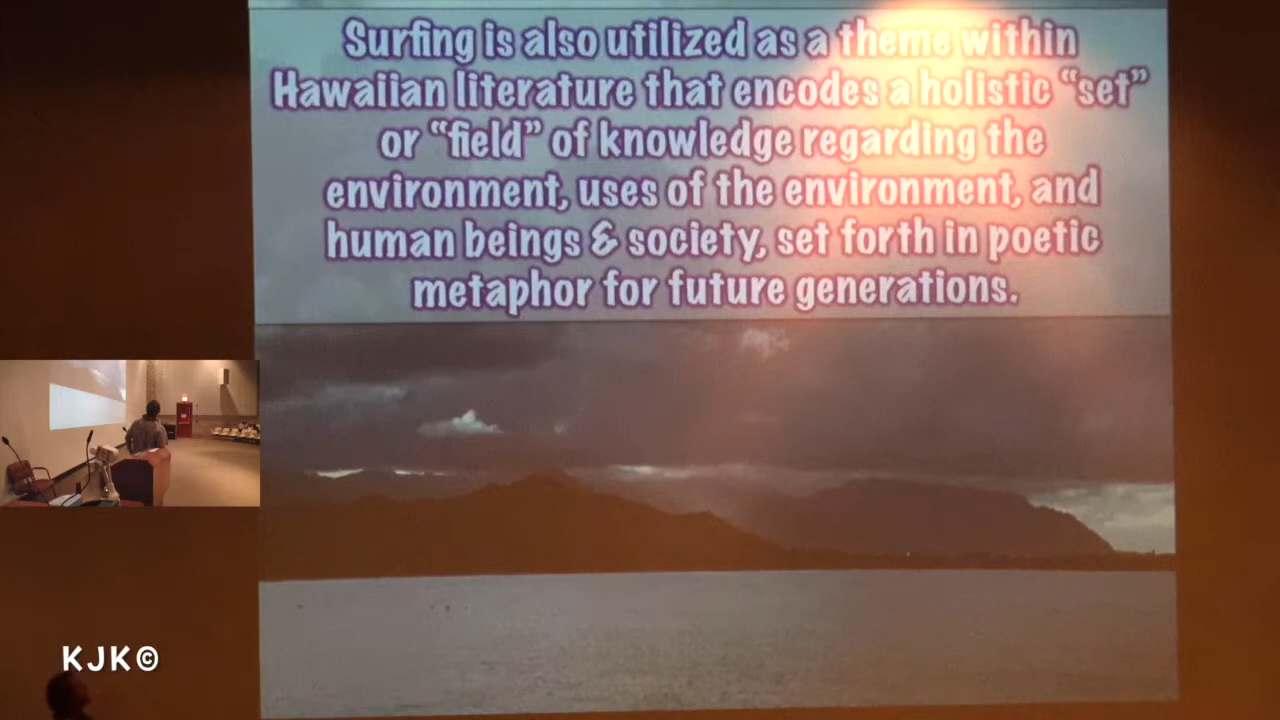 Surfing is also utilized as a theme within
Hawaiian literature that encodes a holistic “set”
or “field” of knowledge regarding the
environment, uses of the environment, and
human beings & society, set forth in poetic
metaphor for future generations.
KJK©